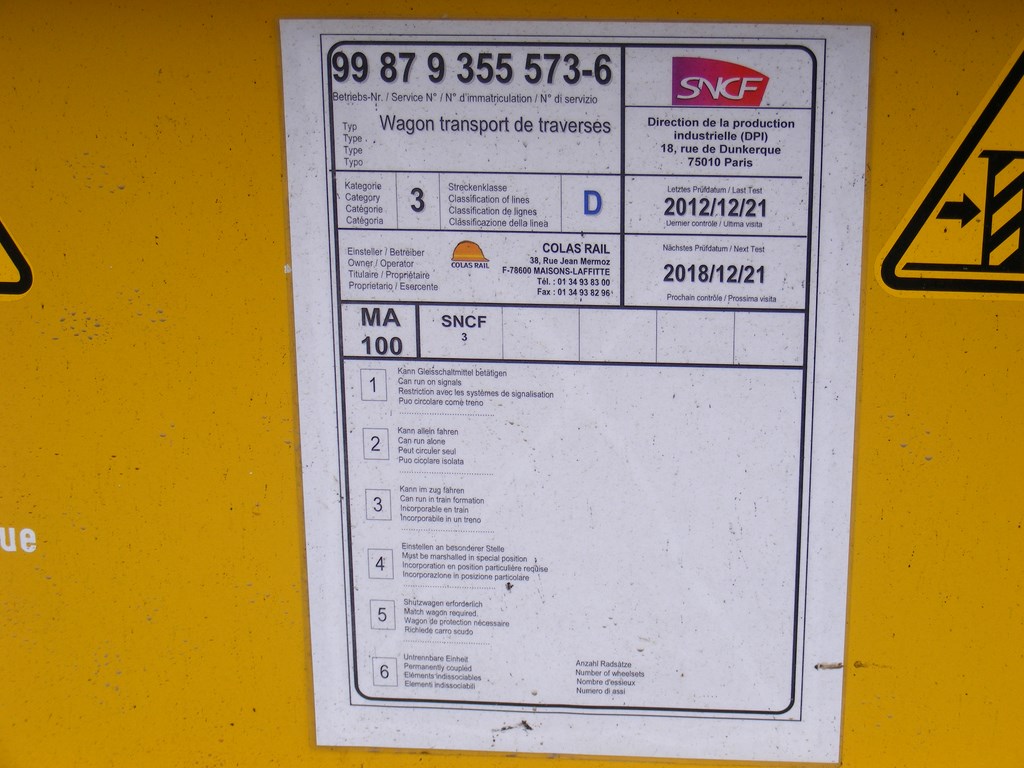 99 87 9 355 573-6
Betriebs-Nr. / Service N° / N° d'immatriculation / N° di servizio
Typ
Type
Type
Typo
Wagon transport de traverses
SNCF
Direction de la production
industrielle (DPI)
18, rue de Dunkerque
75010 Paris
Kategorie
Category
Catégorie
Catégoria
3
Streckenklasse
Classification of lines
Classification de lignes
Clássificazione della linea
D
Letztes Prüfdatum / Last Test
2012/12/21
Dernier contrôle / Ultima visita
Einsteller / Betreiber
Owner / Operator
Titulaire / Propriétaire
Proprietario / Esercente
COLAS RAIL
COLAS RAIL
38, Rue Jean Mermoz
F-78600 MAISONS-LAFFITTE
Tél. : 01 34 93 83 00
Fax : 01 34 93 82 96
Nächstes Prüfdatum / Next Test
2018/12/21
Prochain contrôle / Prossima visita
MA
100
SNCF
3
1
Kann Gleisschaltmittel betätigen
Can run on signals
Restriction avec les systèmes de signalisation
Puo circolare come treno
2
Kann allein fahren
Can run alone
Peut circuler seul
Puo cicolare isolata
3
Kann im zug fahren
Can run in train formation
Incorporable en train
Incorporabile in un treno
4
Einstellen an besonderer Stelle
Must be marshalled in special position
Incorporation en position particulière requise
Incorporazione in posizione particolare
5
Shutzwagen erforderlich
Match wagon required
Wagon de protection nécessaire
Richiede carro scudo
6
Untrennbare Einheit
Permanently coupled
Eléments indissociables
Elementi indissociabili
Anzahl Radsätze
Number of wheelsets
Nombre d'essieux
Numero di assi
ue